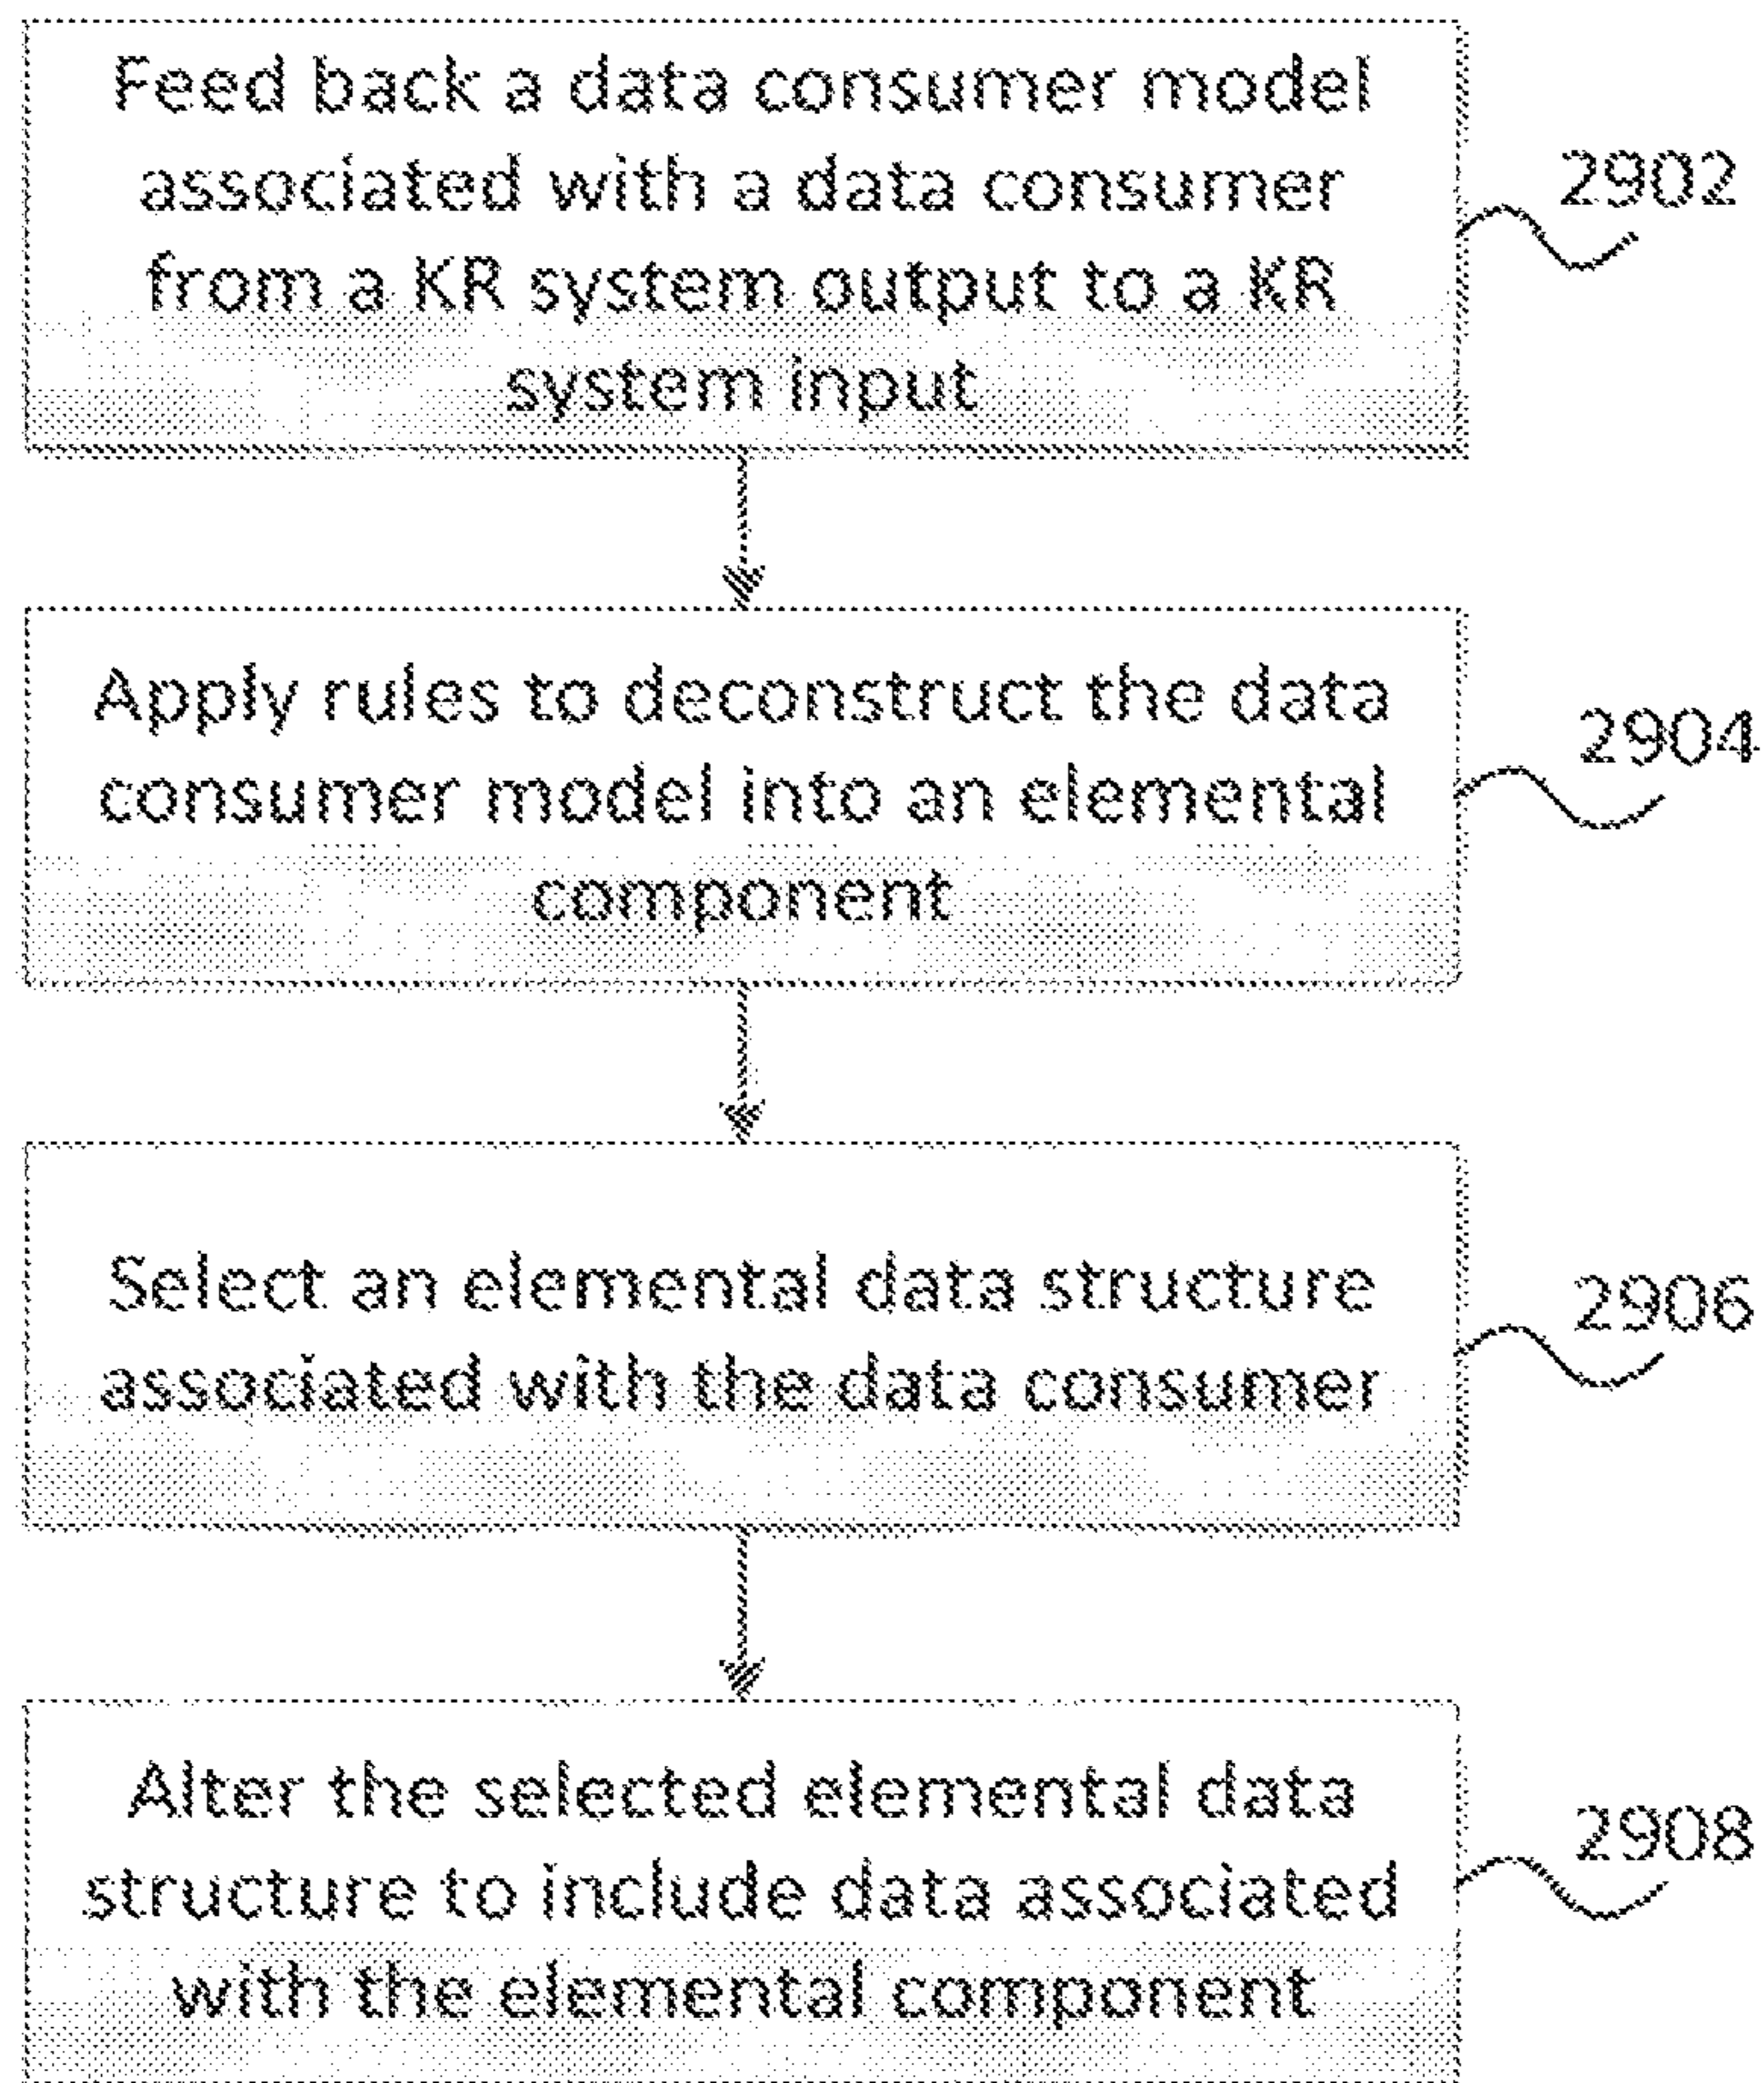 Feed back a data consumer model
associated with a data consumer
from a KR system output to a KR
system input
2902
Apply rules to deconstruct the data
consumer model into an elemental
component
2904
Select an elemental data structure
associated with the data consumer
2906
Alter the selected elemental data
structure to include data associated
with the elemental component
2908